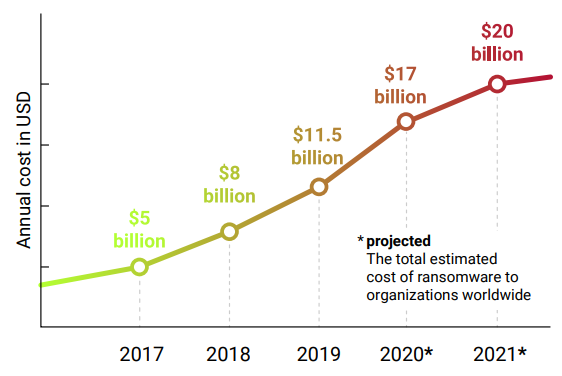 $20
billion
$17
billion
$11.5
billion
$8
billion
$5
billion
Annual cost in USD
*projected
The total estimated
cost of ransomware to
organizations worldwide
2017 2018 2019 2020* 2021*